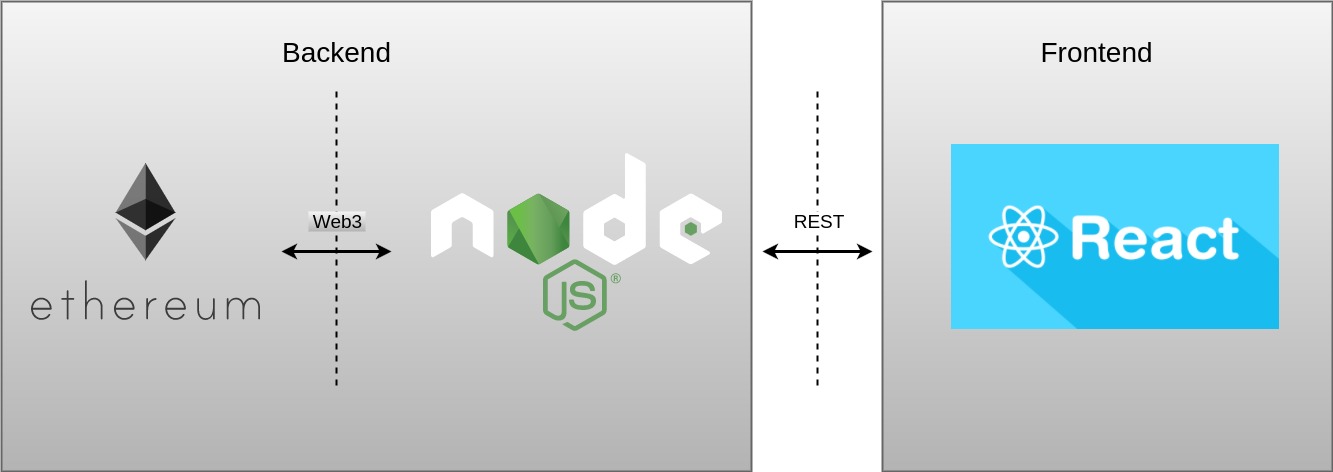 Backend
Frontend
ethereum
Web3
node
JS®
REST
React